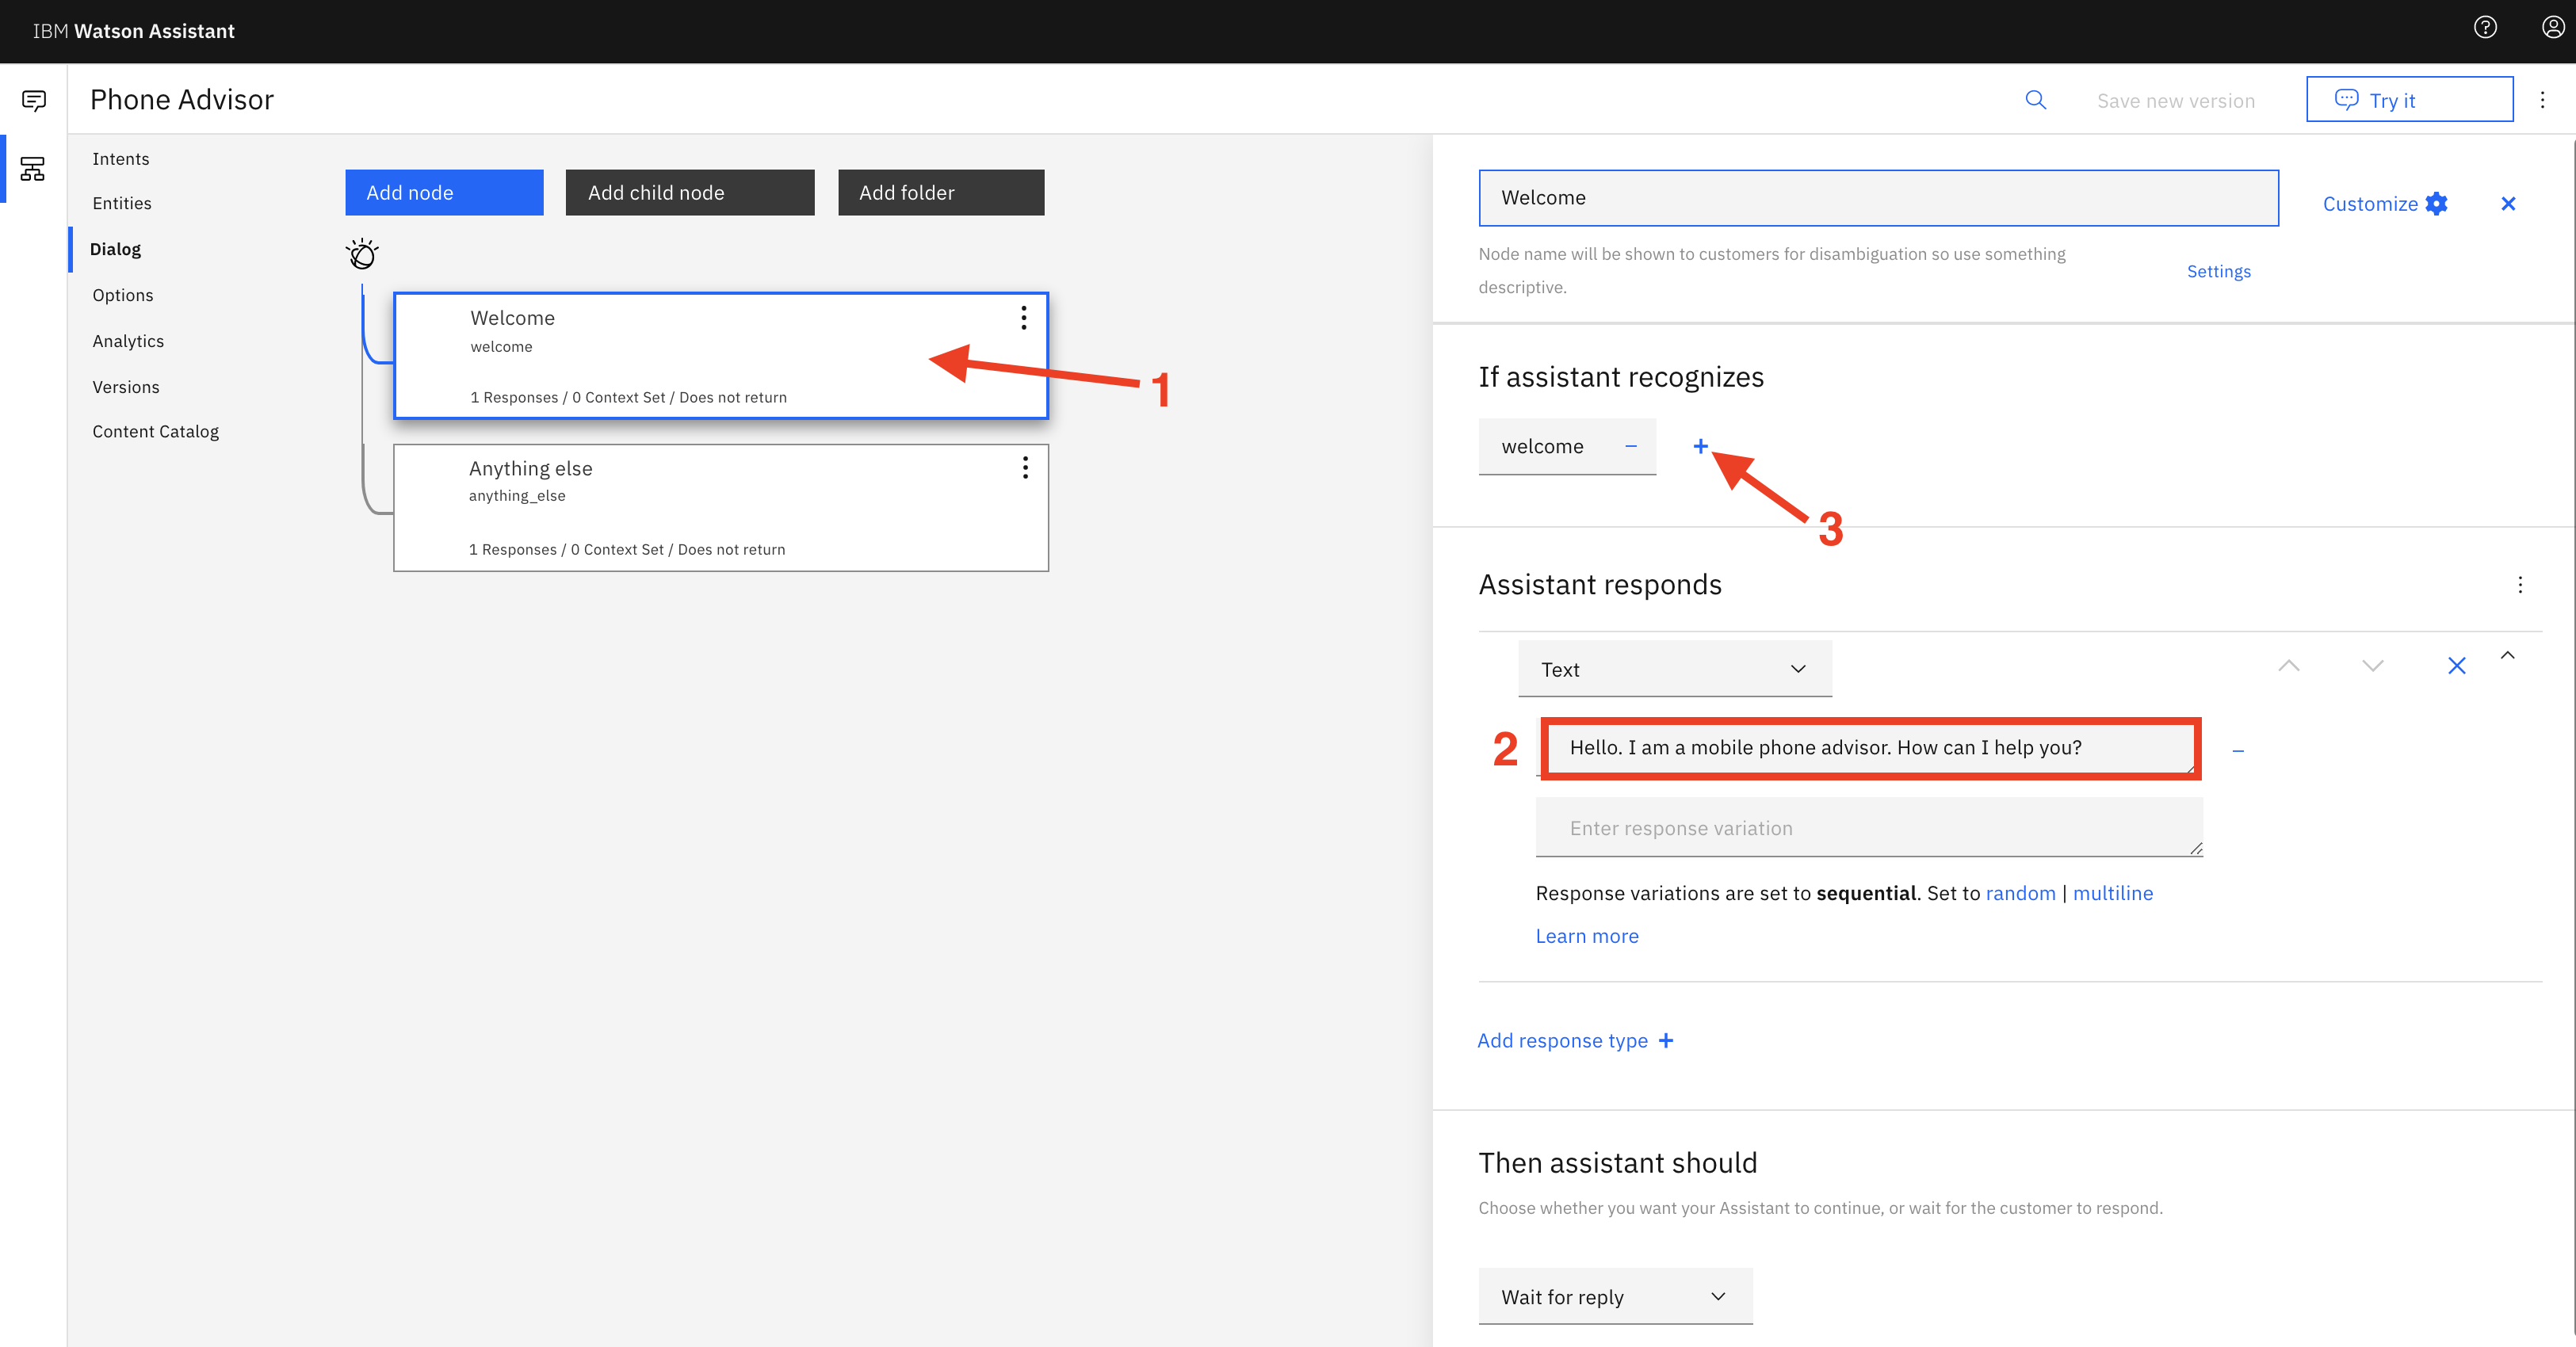 IBM Watson Assistant
Phone Advisor
Save new version
Try it
Intents
Entities
Dialog
Options
Analytics
Versions
Content Catalog
Add node
Add child node
Add folder
Welcome
welcome
1 Responses / 0 Context Set / Does not return
1
Anything else
anything_else
1 Responses / 0 Context Set / Does not return
Welcome
Customize
Node name will be shown to customers for disambiguation so use something
descriptive.
Settings
If assistant recognizes
welcome
3
Assistant responds
Text
2
Hello. I am a mobile phone advisor. How can I help you?
Enter response variation
Response variations are set to sequential. Set to random | multiline
Learn more
Add response type +
Then assistant should
Choose whether you want your Assistant to continue, or wait for the customer to respond.
Wait for reply